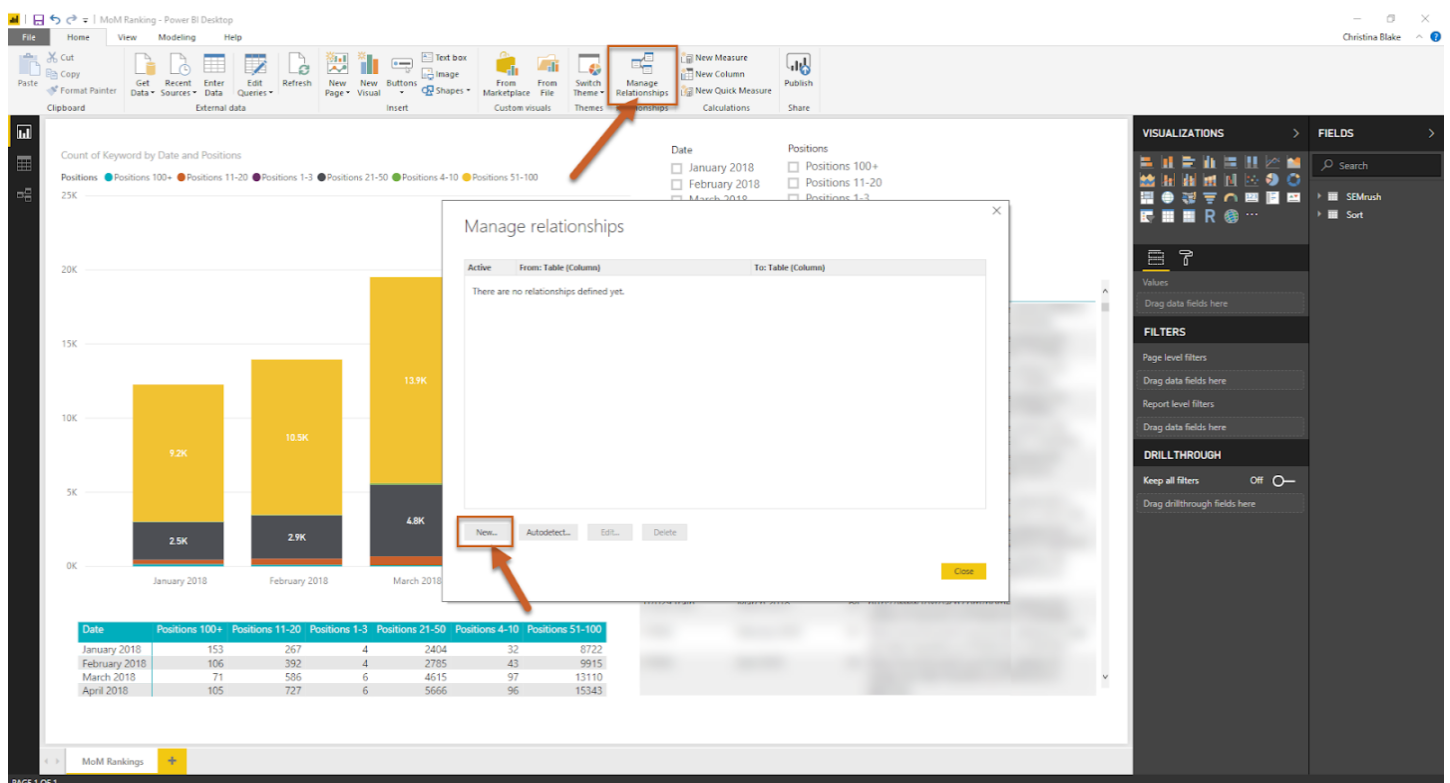 MoM Ranking - Power BI Desktop
File Home View Modeling Help Christina Blake
Cut
Copy
Format Painter
Paste
Clipboard
Get Data
Recent Sources
Enter Data
Edit Queries
External data
Refresh
New Page
New Visual
Buttons
Text box
Image
Shapes
Insert
From Marketplace
From File
Custom visuals
Switch Theme
Themes
Manage Relationships
Relationships
New Measure
New Column
New Quick Measure
Calculations
Publish
Share
Count of Keyword by Date and Positions
Positions Positions 100+ Positions 11-20 Positions 1-3 Positions 21-50 Positions 4-10 Positions 51-100
25K
20K
15K
10K
5K
0K
9.2K
10.5K
13.9K
2.5K
2.9K
4.8K
January 2018 February 2018 March 2018
Date
January 2018
February 2018
March 2018
Positions
Positions 100+
Positions 11-20
Positions 1-3
Manage relationships
Active From: Table (Column) To: Table (Column)
There are no relationships defined yet.
New... Autodetect... Edit... Delete
Close
Date Positions 100+ Positions 11-20 Positions 1-3 Positions 21-50 Positions 4-10 Positions 51-100
January 2018 153 267 4 2404 32 8722
February 2018 106 392 4 2785 43 9915
March 2018 71 586 6 4615 97 13110
April 2018 105 727 6 5666 96 15343
VISUALIZATIONS
R
Values
Drag data fields here
FILTERS
Page level filters
Drag data fields here
Report level filters
Drag data fields here
DRILLTHROUGH
Keep all filters Off
Drag drillthrough fields here
FIELDS
Search
SEMrush
Sort
MoM Rankings +
PAGE 1 OF 1